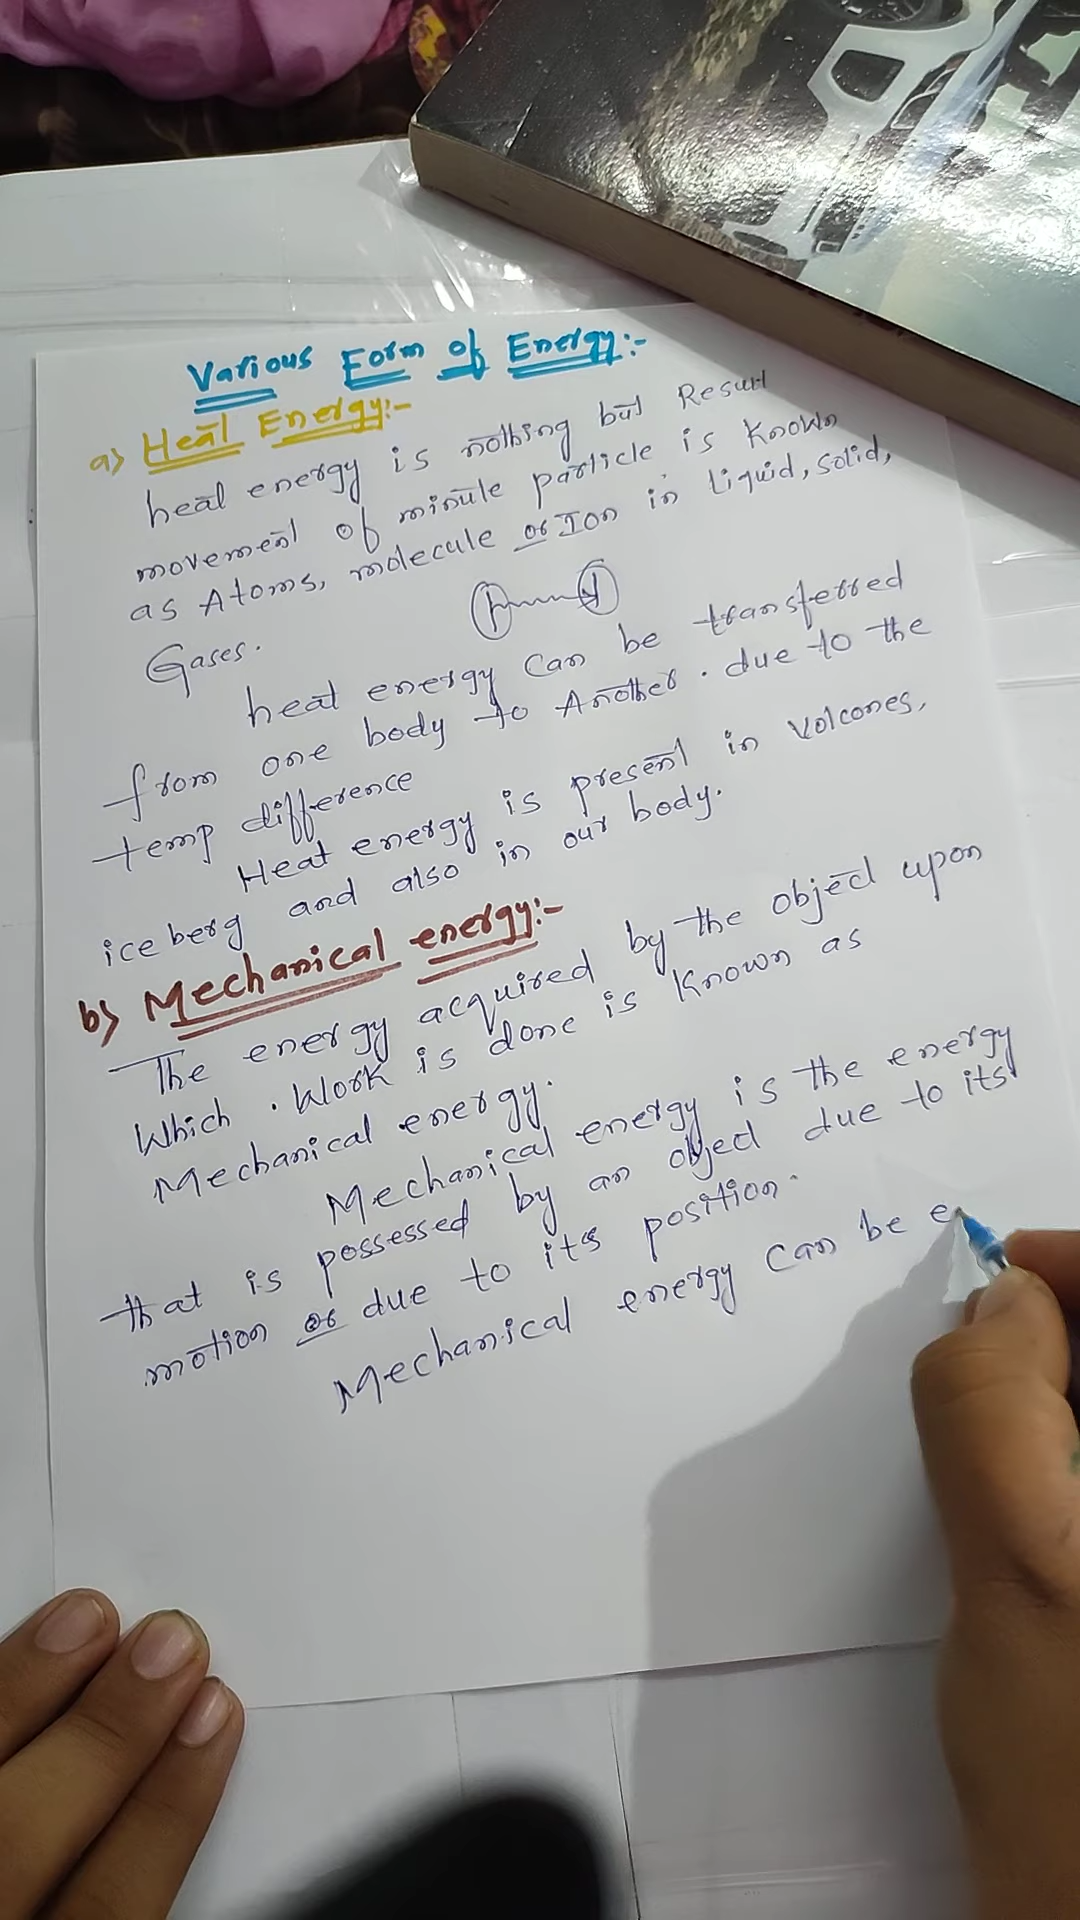 Various Form of Energy:-
a) Heat Energy:-
heat energy is nothing but Result
movement of minute particle is known
as Atoms, molecule or Ion in liquid, solid,
Gases.
heat energy can be transferred
from one body to Another. due to the
temp difference
Heat energy is present in Volcones,
ice berg and also in our body.
b) Mechanical energy:-
The energy acquired by the object upon
Which . Work is done is known as
Mechanical energy.
Mechanical energy is the energy
that is possessed by an object due to its
motion or due to its position.
Mechanical energy can be e